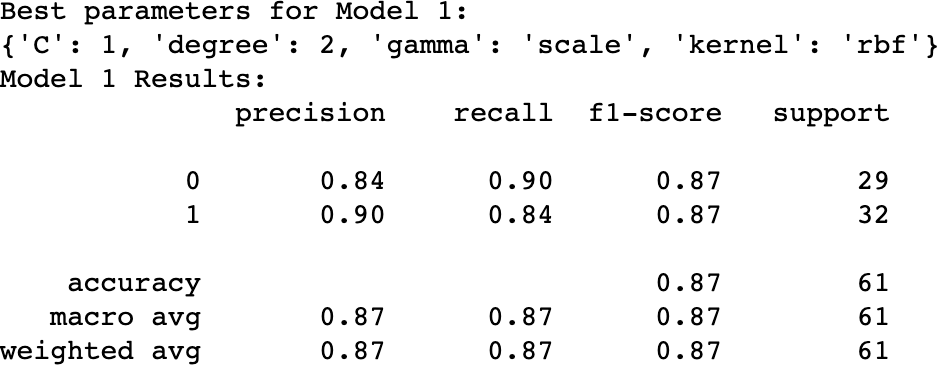 Best parameters for Model 1:
{'C': 1, 'degree': 2, 'gamma': 'scale', 'kernel': 'rbf'}
Model 1 Results:
precision recall f1-score support
0 0.84 0.90 0.87 29
1 0.90 0.84 0.87 32
accuracy 0.87 61
macro avg 0.87 0.87 0.87 61
weighted avg 0.87 0.87 0.87 61